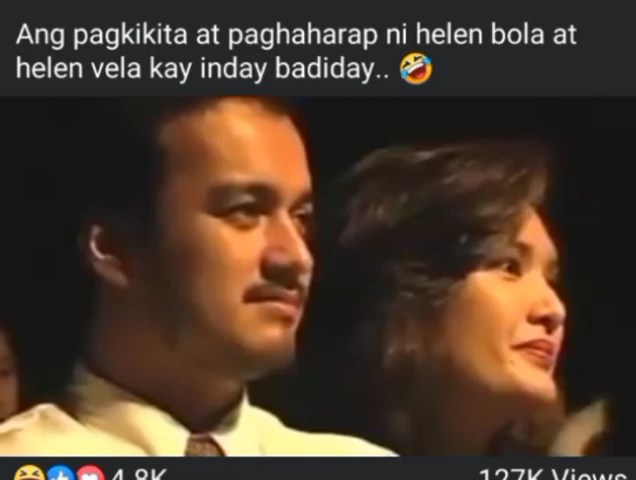 Ang pagkikita at paghaharap ni helen bola at
helen vela kay inday badiday.. 🤣
4.8K
127K Views